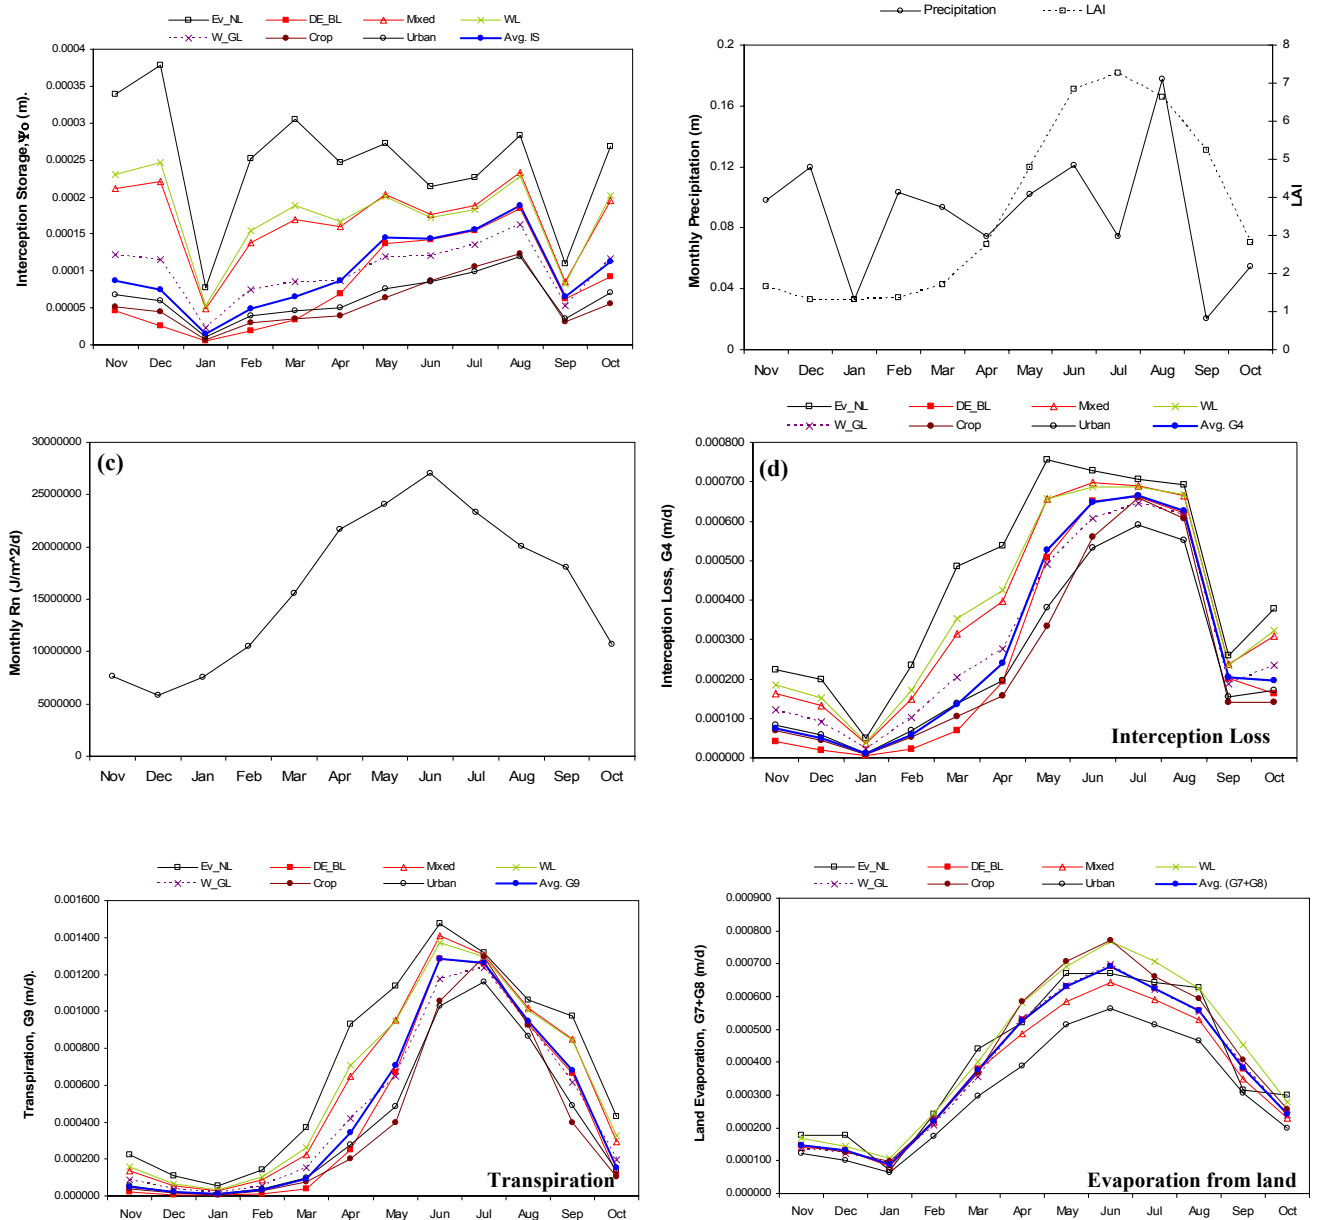 Ev_NL DE_BL Mixed WL
W_GL Crop Urban Avg. IS
Interception Storage,Ψo (m).
0.0004
0.00035
0.0003
0.00025
0.0002
0.00015
0.0001
0.00005
0
Nov Dec Jan Feb Mar Apr May Jun Jul Aug Sep Oct
Precipitation LAI
Monthly Precipitation (m)
0.2
0.16
0.12
0.08
0.04
0
8
7
6
5
4
3
2
1
0
LAI
Nov Dec Jan Feb Mar Apr May Jun Jul Aug Sep Oct
(c)
Monthly Rn (J/m^2/d)
30000000
25000000
20000000
15000000
10000000
5000000
0
Nov Dec Jan Feb Mar Apr May Jun Jul Aug Sep Oct
Ev_NL DE_BL Mixed WL
W_GL Crop Urban Avg. G4
(d)
Interception Loss, G4 (m/d)
0.000800
0.000700
0.000600
0.000500
0.000400
0.000300
0.000200
0.000100
0.000000
Interception Loss
Nov Dec Jan Feb Mar Apr May Jun Jul Aug Sep Oct
Ev_NL DE_BL Mixed WL
W_GL Crop Urban Avg. G9
Transpiration, G9 (m/d).
0.001600
0.001400
0.001200
0.001000
0.000800
0.000600
0.000400
0.000200
0.000000
Transpiration
Nov Dec Jan Feb Mar Apr May Jun Jul Aug Sep Oct
Ev_NL DE_BL Mixed WL
W_GL Crop Urban Avg. (G7+G8)
Land Evaporation, G7+G8 (m/d)
0.000900
0.000800
0.000700
0.000600
0.000500
0.000400
0.000300
0.000200
0.000100
0.000000
Evaporation from land
Nov Dec Jan Feb Mar Apr May Jun Jul Aug Sep Oct